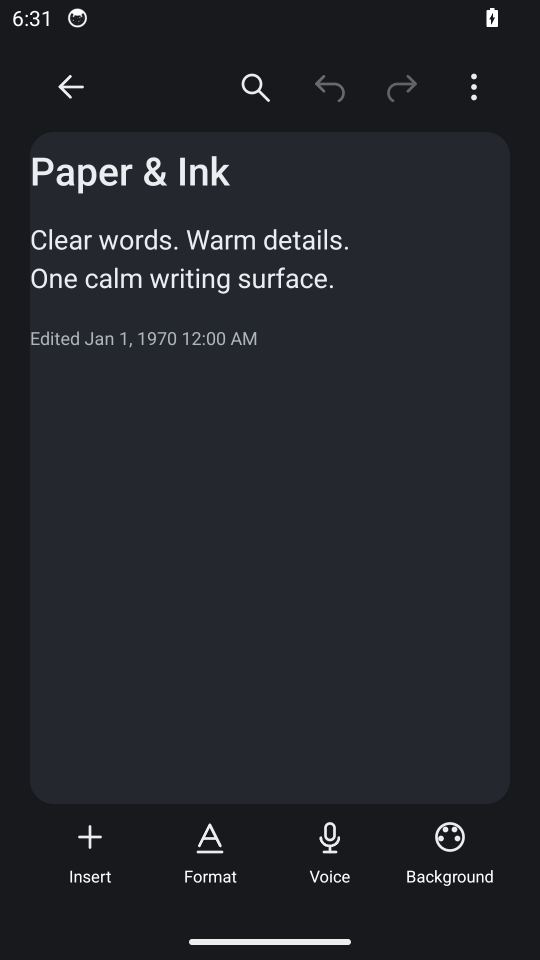 6:31
Paper & Ink
Clear words. Warm details.
One calm writing surface.
Edited Jan 1, 1970 12:00 AM
Insert
Format
Voice
Background